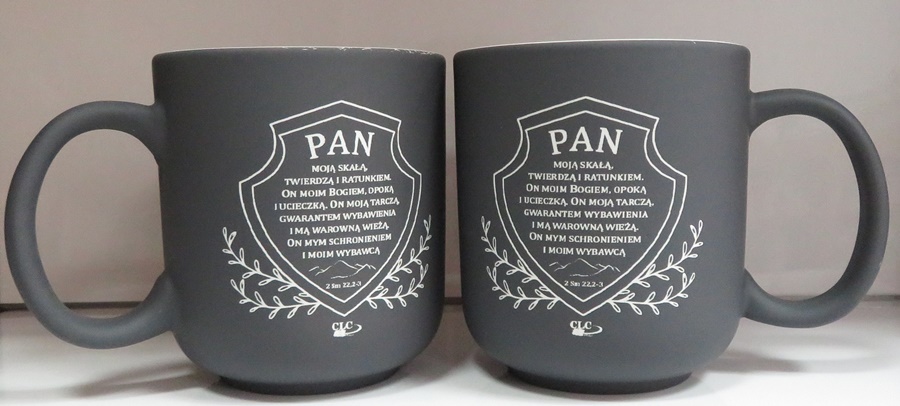 PAN
MOJĄ SKAŁĄ,
TWIERDZĄ I RATUNKIEM.
ON MOIM BOGIEM, OPOKĄ
I UCIECZKĄ. ON MOJĄ TARCZĄ,
GWARANTEM WYBAWIENIA
I MĄ WAROWNĄ WIEŻĄ.
ON MYM SCHRONIENIEM
I MOIM WYBAWCĄ
2 Sm 22,2-3
CLC
PAN
MOJĄ SKAŁĄ,
TWIERDZĄ I RATUNKIEM.
ON MOIM BOGIEM, OPOKĄ
I UCIECZKĄ. ON MOJĄ TARCZĄ,
GWARANTEM WYBAWIENIA
I MĄ WAROWNĄ WIEŻĄ.
ON MYM SCHRONIENIEM
I MOIM WYBAWCĄ
2 Sm 22,2-3
CLC